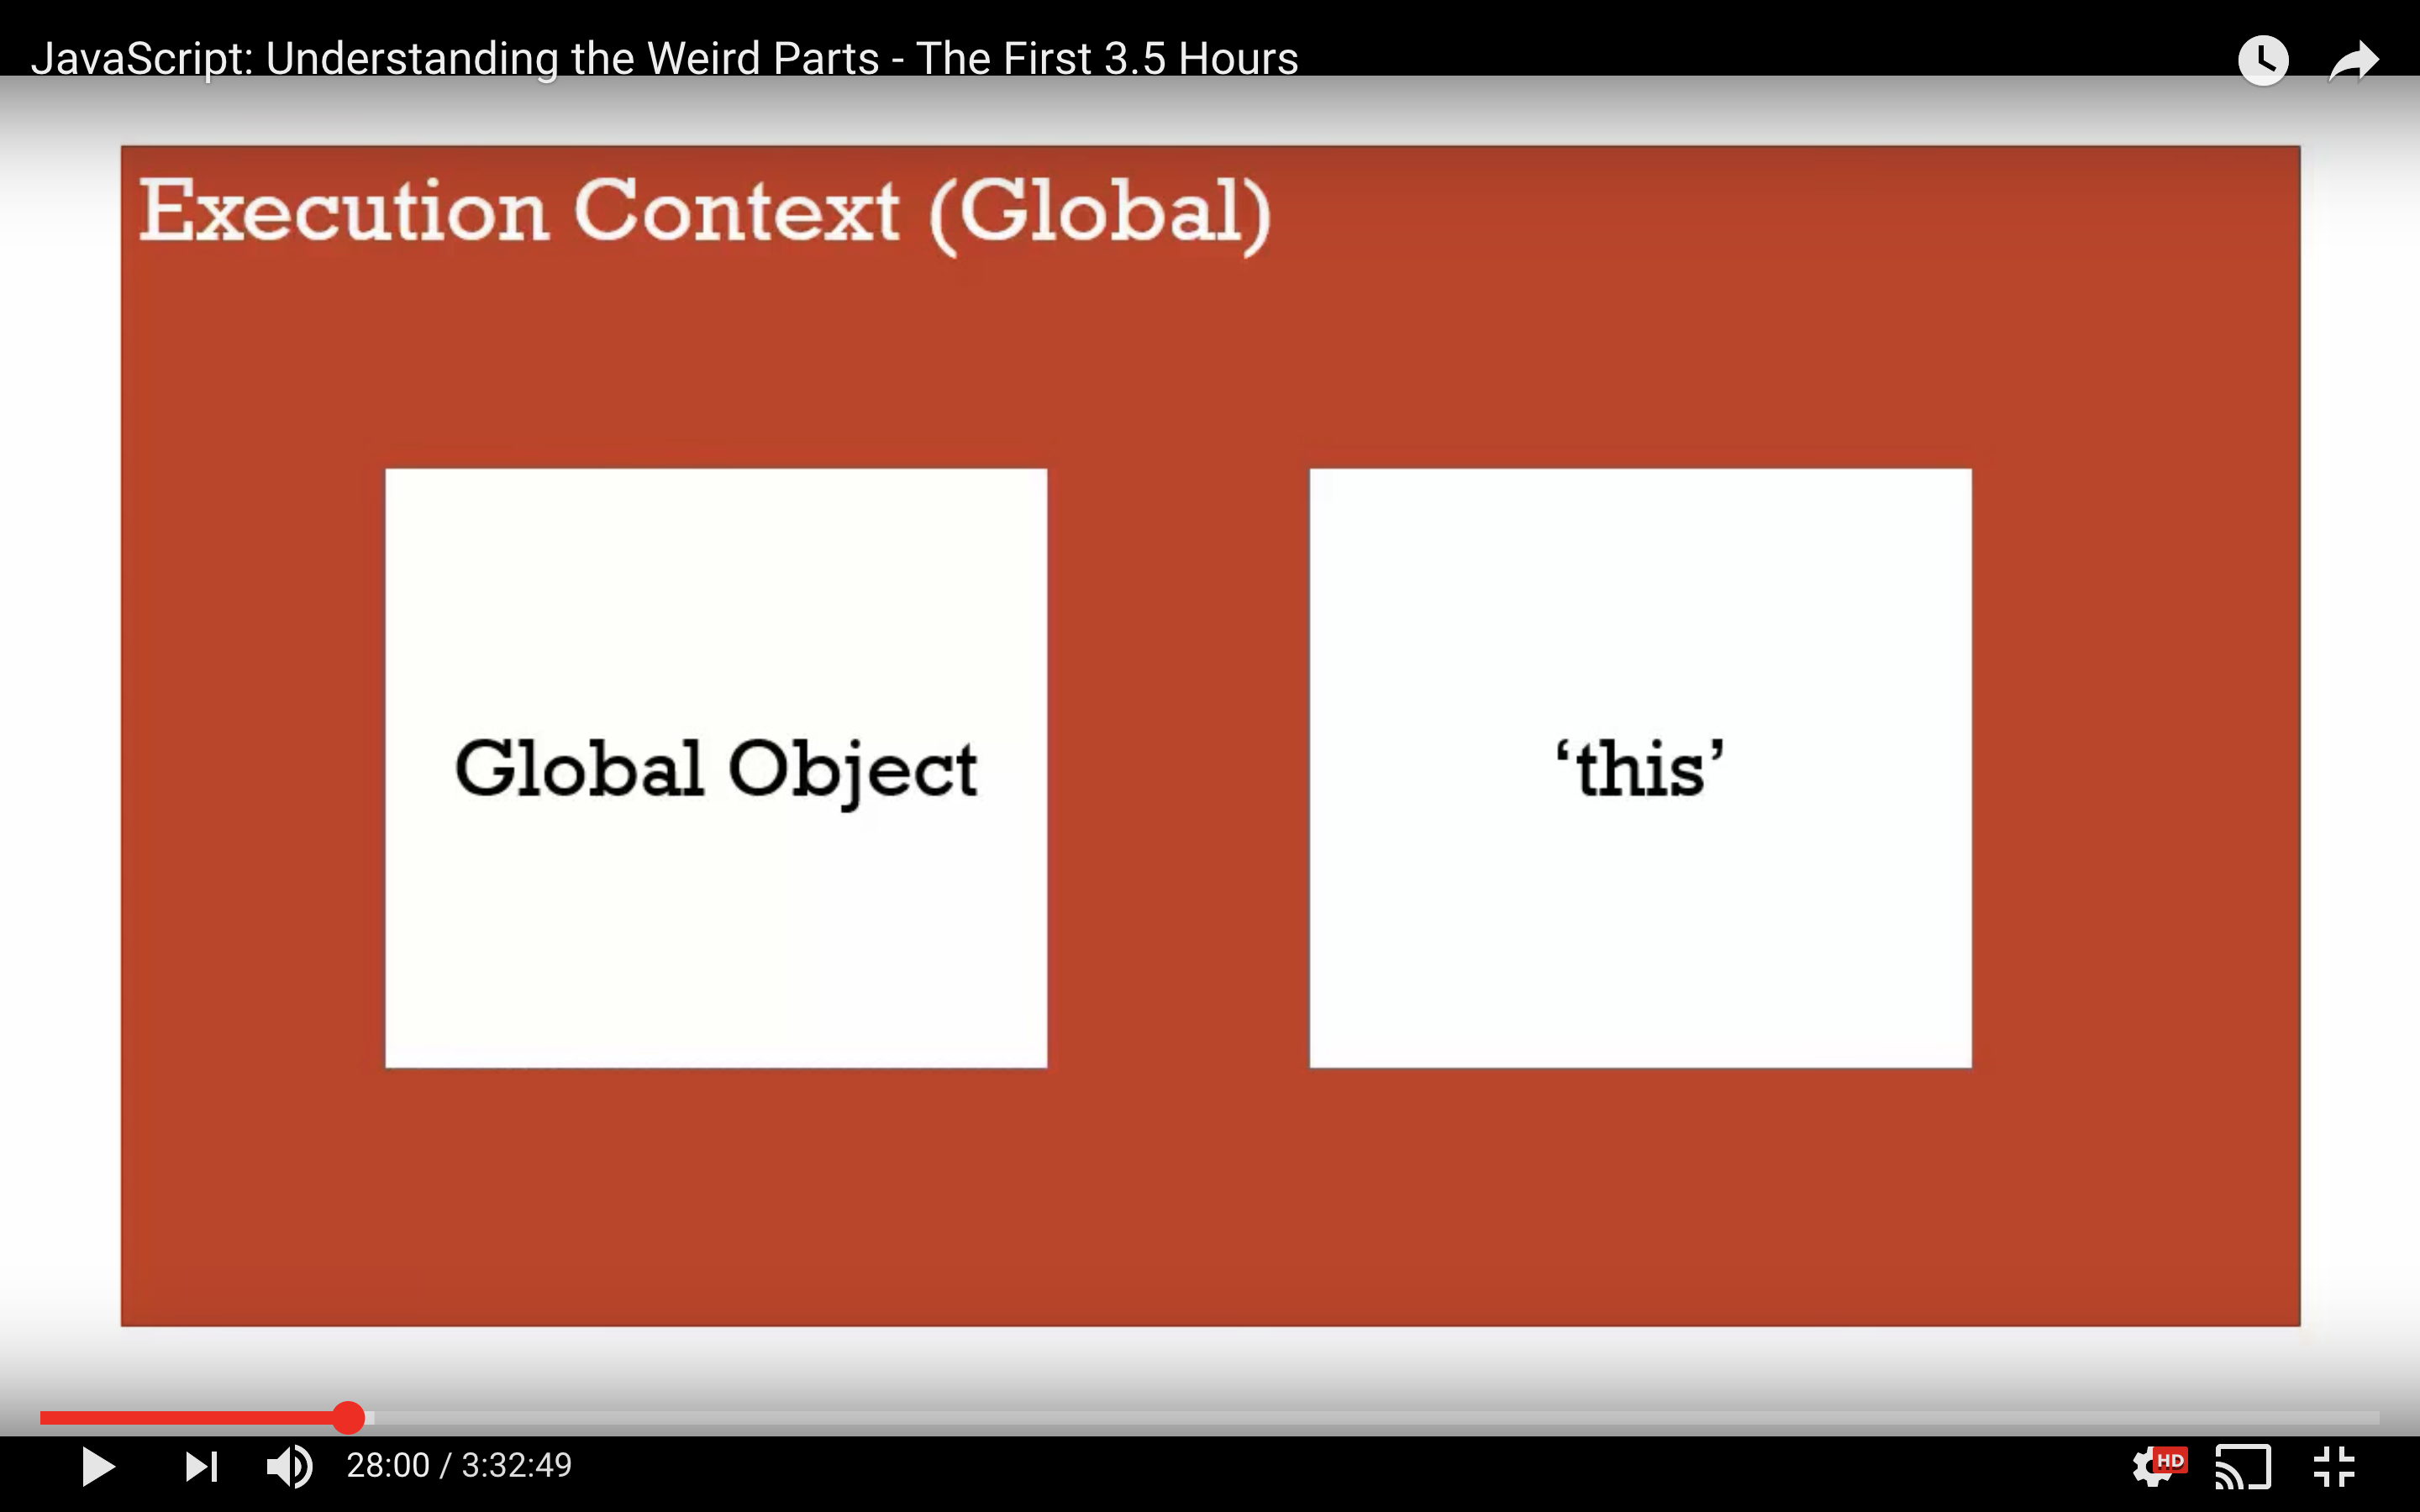 JavaScript: Understanding the Weird Parts - The First 3.5 Hours
Execution Context (Global)
Global Object
‘this’
28:00 / 3:32:49
HD